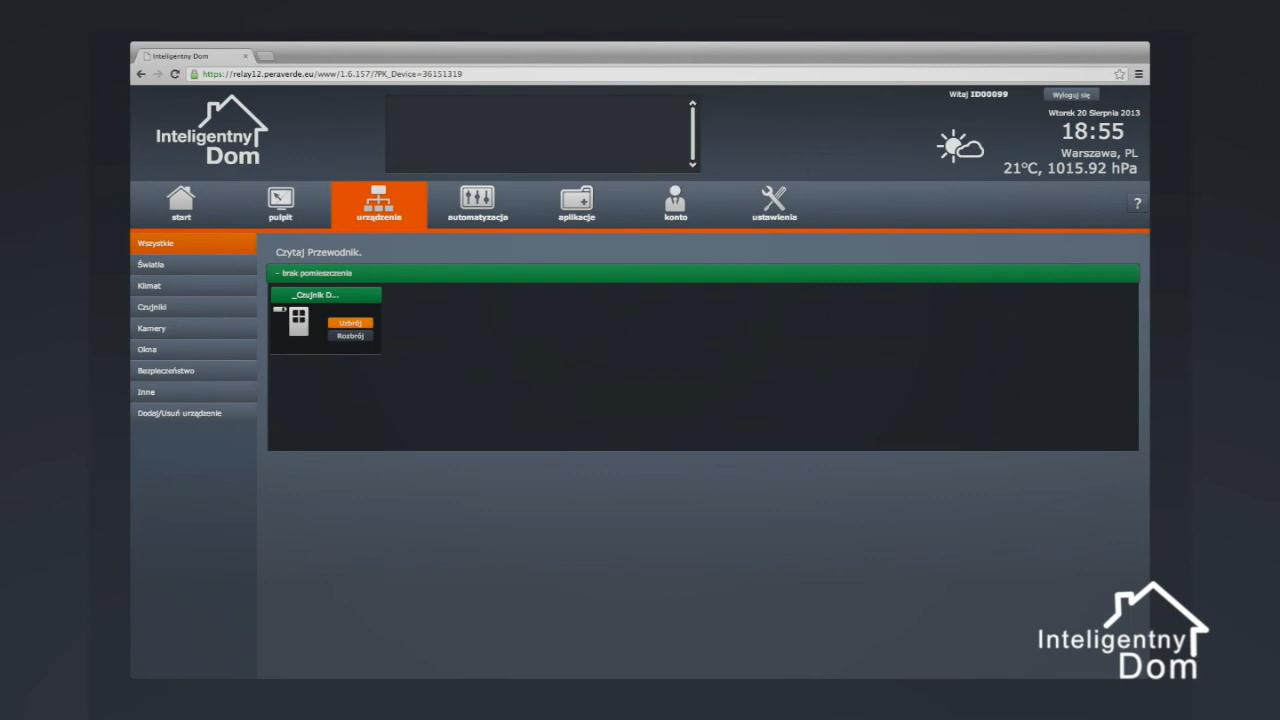 Inteligentny Dom
https://relay12.peraverde.eu/www/1.6.157/?PK_Device=36151319
Witaj ID00099
Wyloguj się
Inteligentny
Dom
Wtorek 20 Sierpnia 2013
18:55
Warszawa, PL
21°C, 1015.92 hPa
start
pulpit
urządzenia
automatyzacja
aplikacje
konto
ustawienia
?
Wszystkie
Światła
Klimat
Czujniki
Kamery
Okna
Bezpieczeństwo
Inne
Dodaj/Usuń urządzenie
Czytaj Przewodnik.
- brak pomieszczenia
_Czujnik D...
Uzbrój
Rozbrój
Inteligentny
Dom